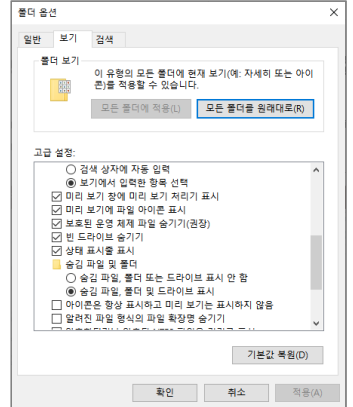 폴더 옵션
일반 보기 검색
폴더 보기
이 유형의 모든 폴더에 현재 보기(예: 자세히 또는 아이
콘)를 적용할 수 있습니다.
모든 폴더에 적용(L) 모든 폴더를 원래대로(R)
고급 설정:
검색 상자에 자동 입력
보기에서 입력한 항목 선택
미리 보기 창에 미리 보기 처리기 표시
미리 보기에 파일 아이콘 표시
보호된 운영 체제 파일 숨기기(권장)
빈 드라이브 숨기기
상태 표시줄 표시
숨김 파일 및 폴더
숨김 파일, 폴더 또는 드라이브 표시 안 함
숨김 파일, 폴더 및 드라이브 표시
아이콘은 항상 표시하고 미리 보기는 표시하지 않음
알려진 파일 형식의 파일 확장명 숨기기
기본값 복원(D)
확인 취소 적용(A)